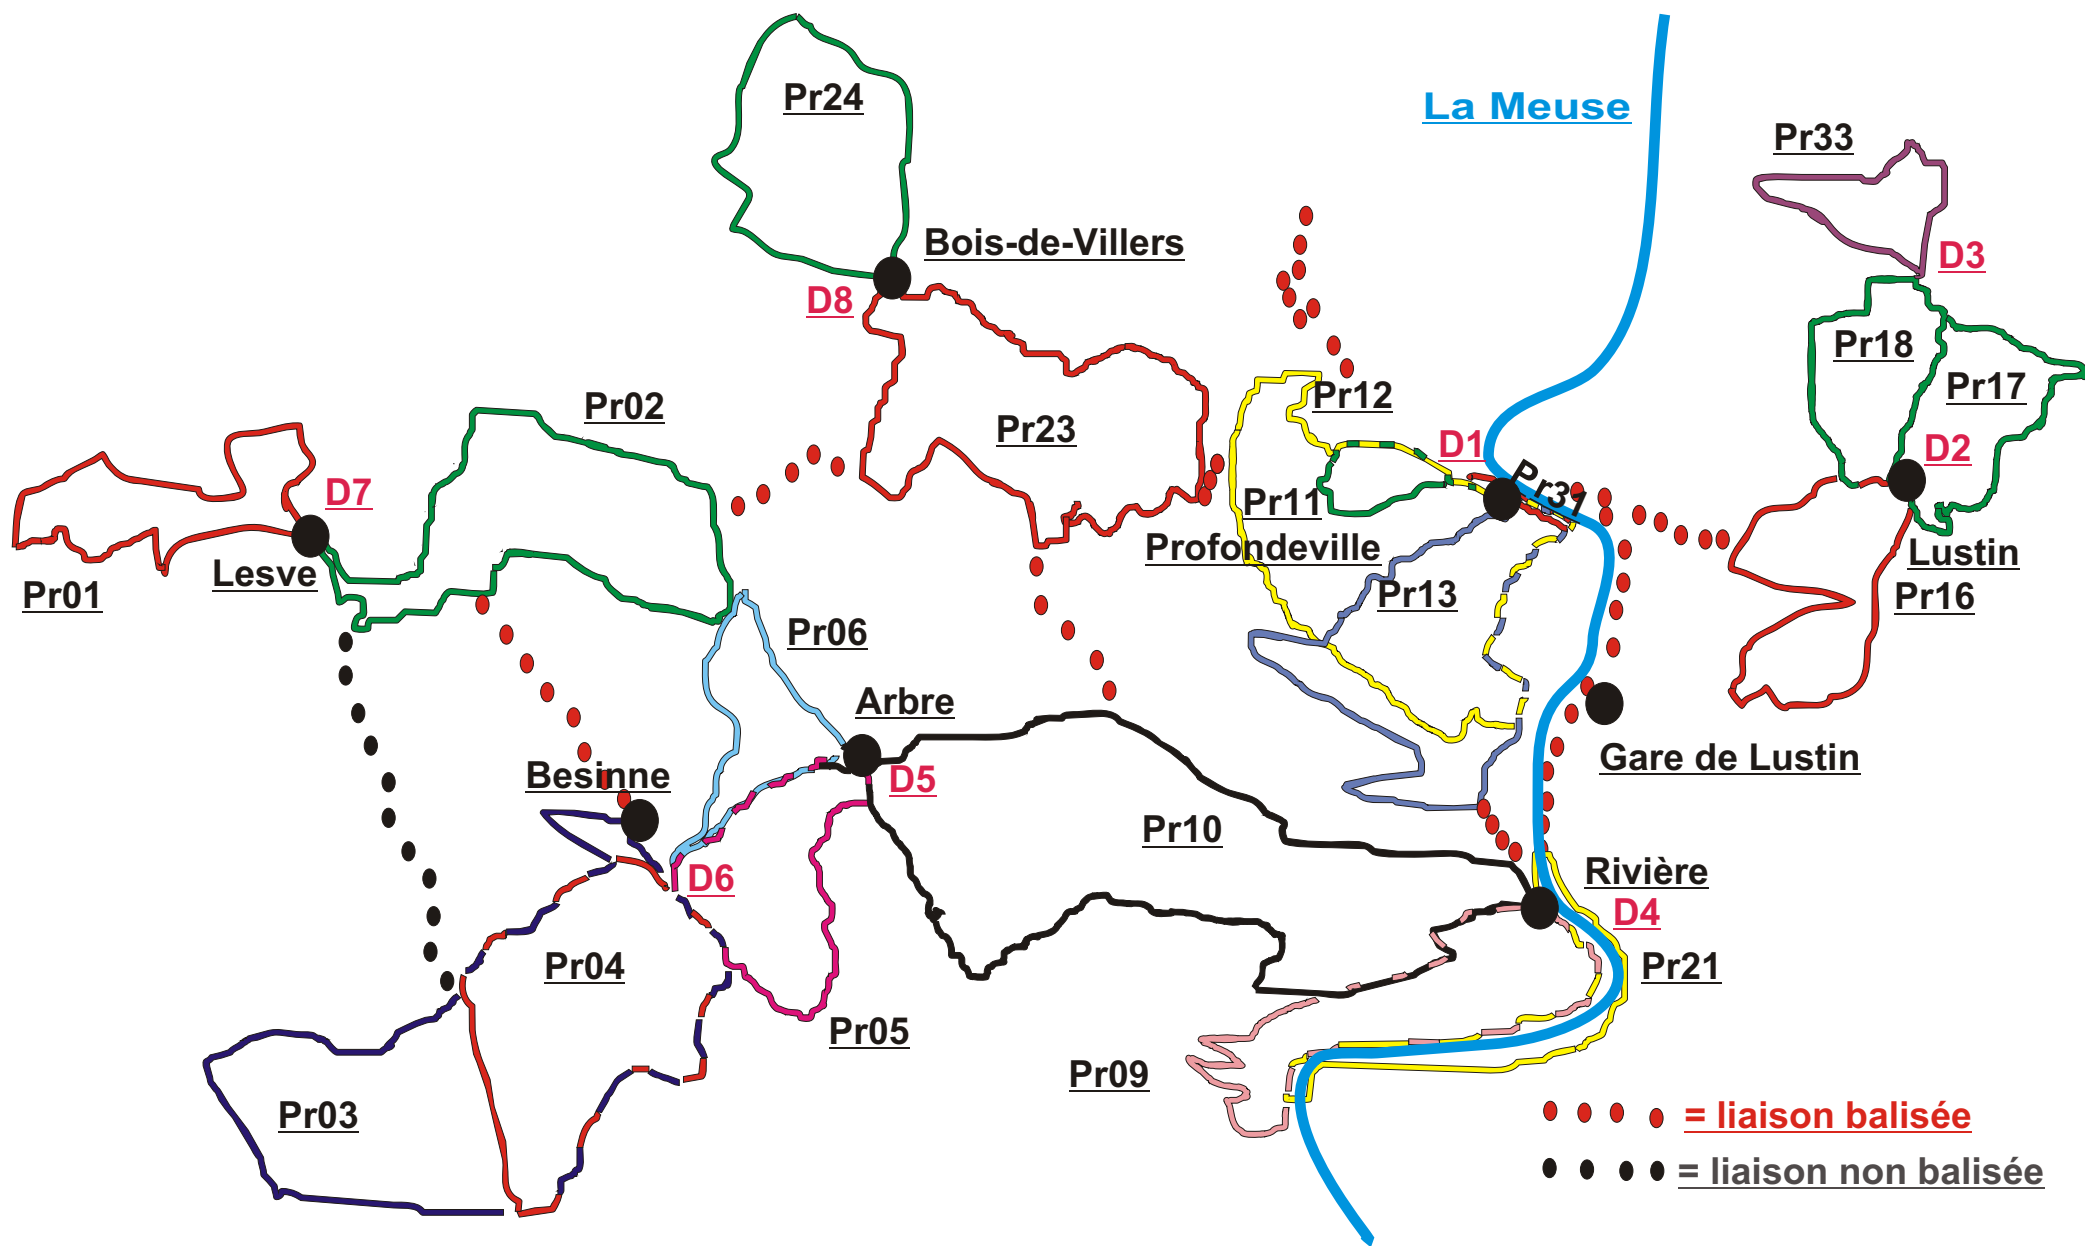 Pr24
La Meuse
Pr33
Bois-de-Villers
D3
D8
Pr18
Pr17
Pr12
Pr02
Pr23
D1
D2
D7
Pr31
Pr11
Profondeville
Lustin
Lesve
Pr01
Pr13
Pr16
Pr06
Arbre
Gare de Lustin
Besinne
D5
Pr10
D6
Rivière
D4
Pr04
Pr21
Pr05
Pr09
Pr03
= liaison balisée
= liaison non balisée